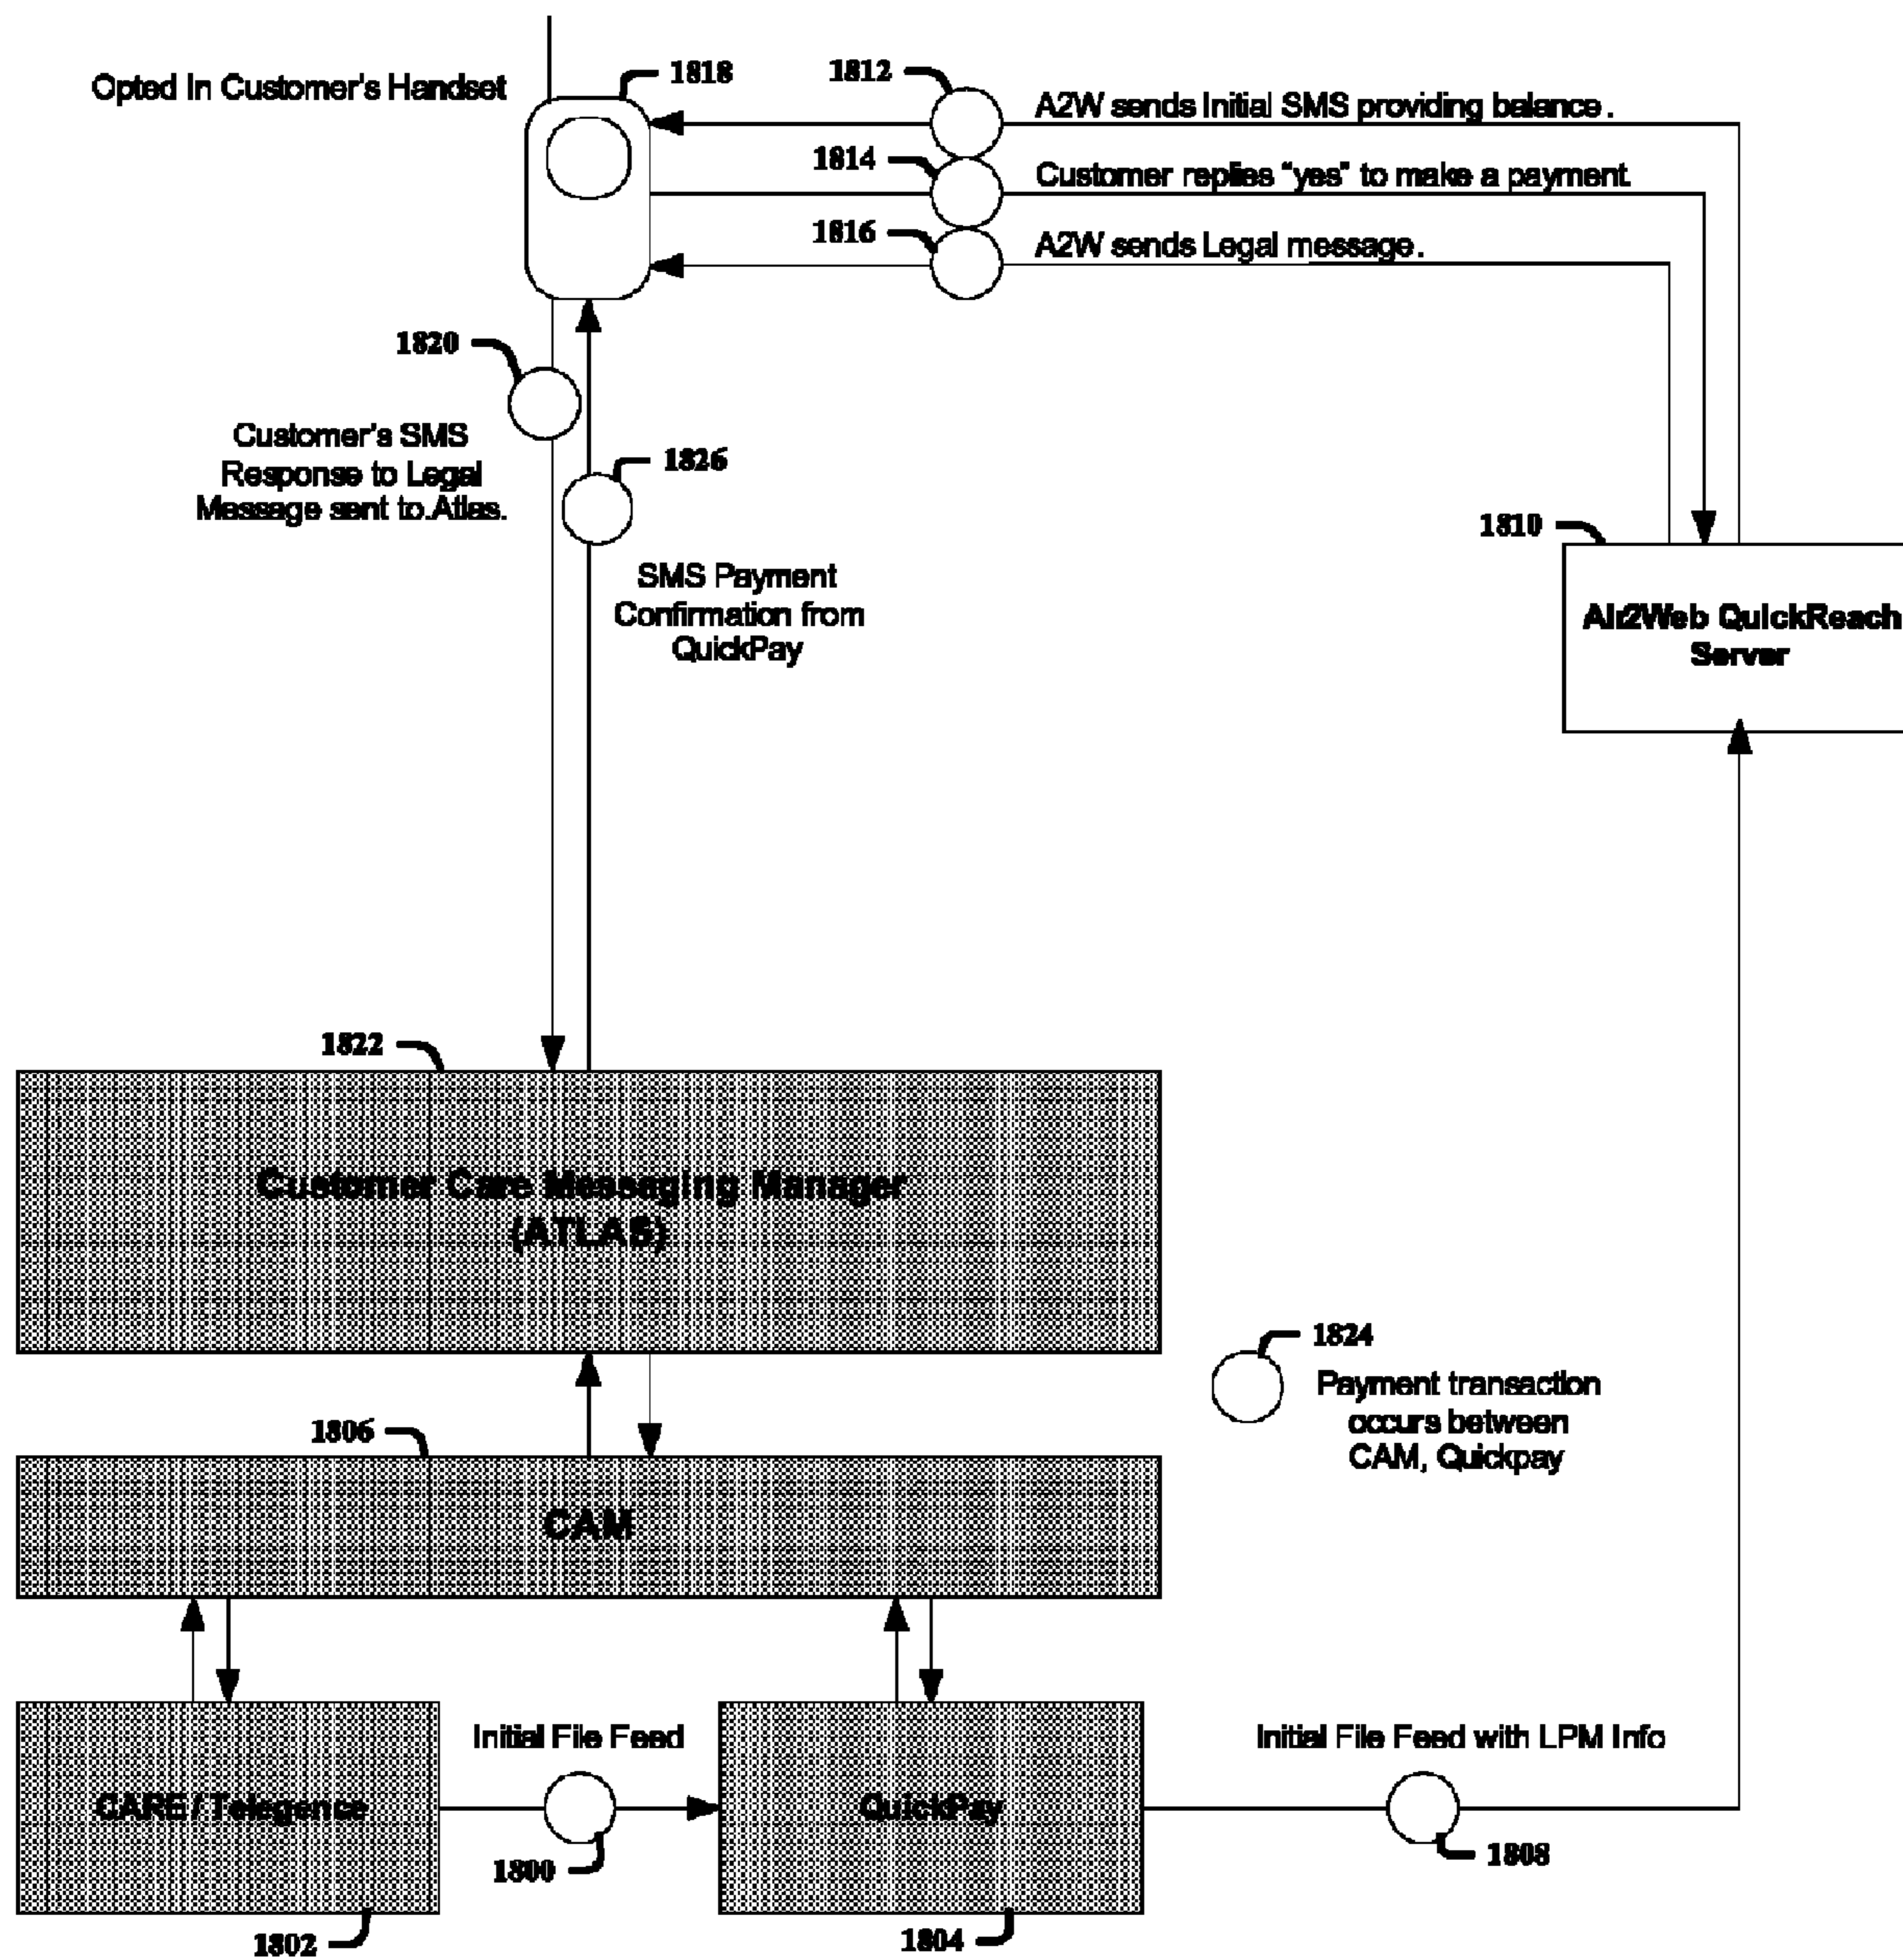 Opted In Customer's Handset
1818
1812
A2W sends Initial SMS providing balance.
1814
Customer replies "yes" to make a payment.
1816
A2W sends Legal message.
1820
Customer's SMS
Response to Legal
Message sent to.Atlas.
1826
SMS Payment
Confirmation from
QuickPay
1810
Air2Web QuickReach
Server
1822
Customer Care Messaging Manager
(ATLAS)
1824
Payment transaction
occurs between
CAM, Quickpay
1806
CAM
Initial File Feed
Initial File Feed with LPM Info
CARE / Telegence
QuickPay
1800
1808
1802
1804